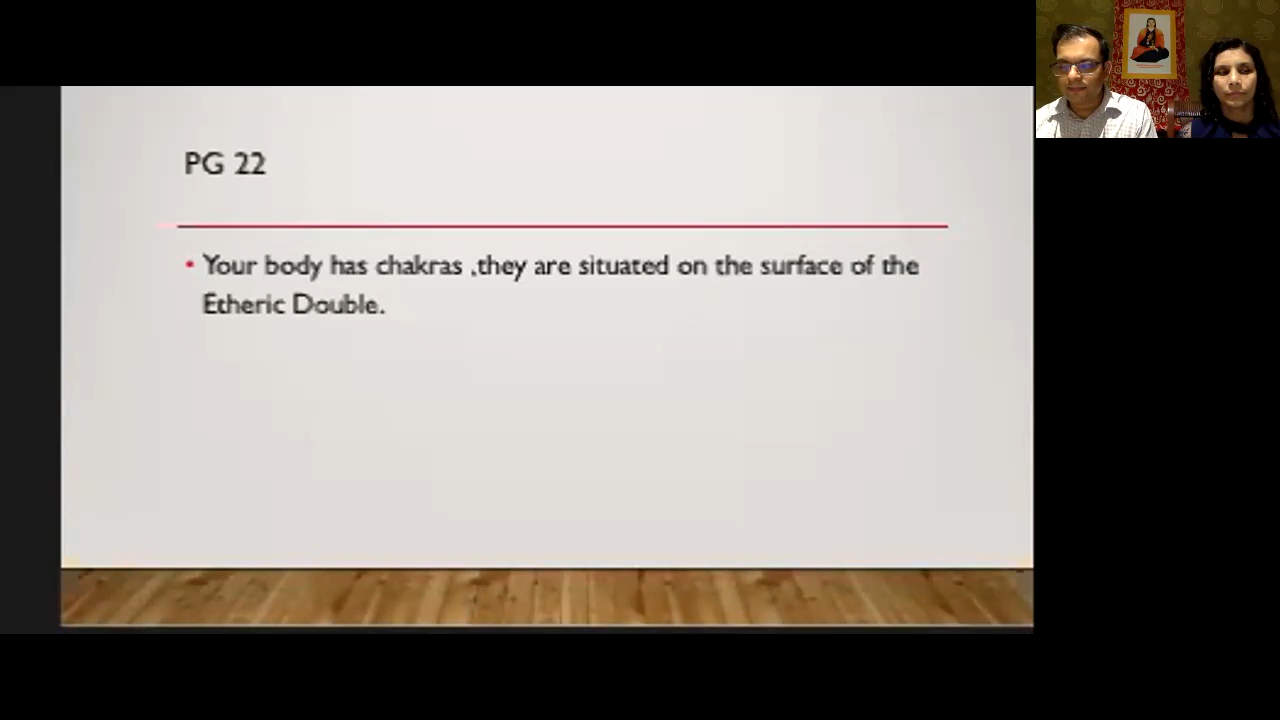 PG 22
• Your body has chakras ,they are situated on the surface of the
Etheric Double.